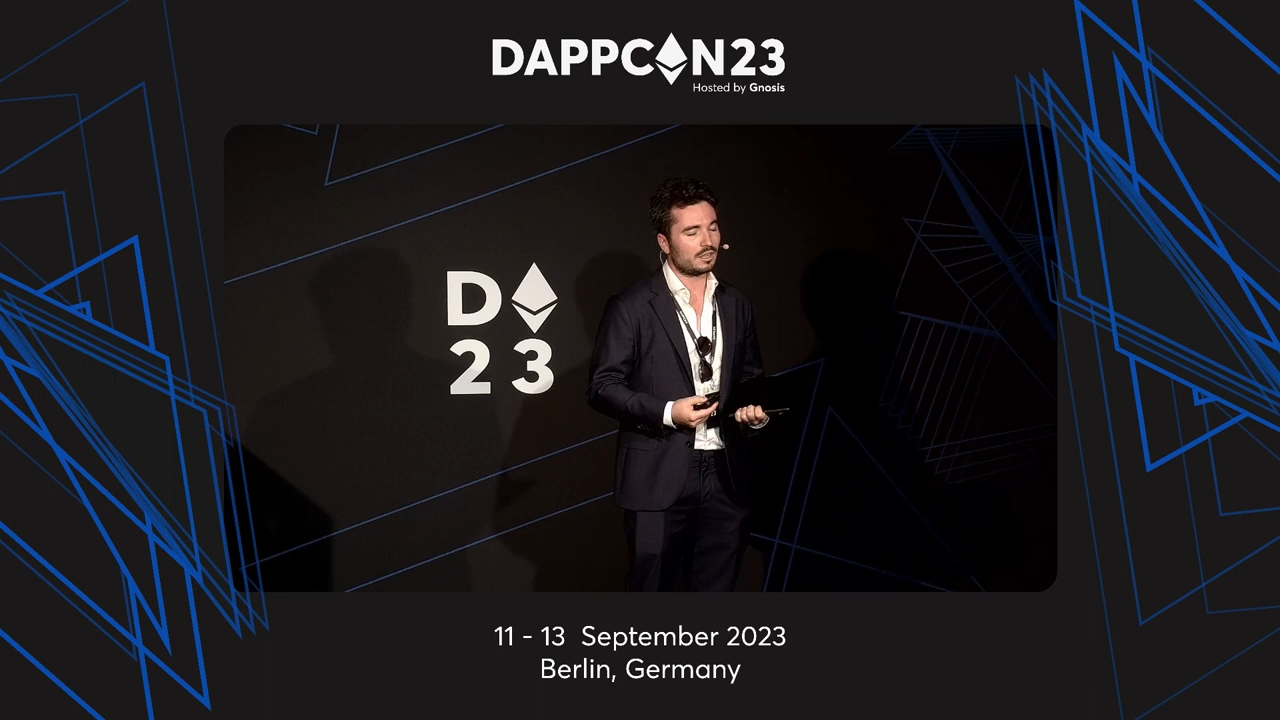 DAPPCON23
Hosted by Gnosis
D
23
11 - 13 September 2023
Berlin, Germany